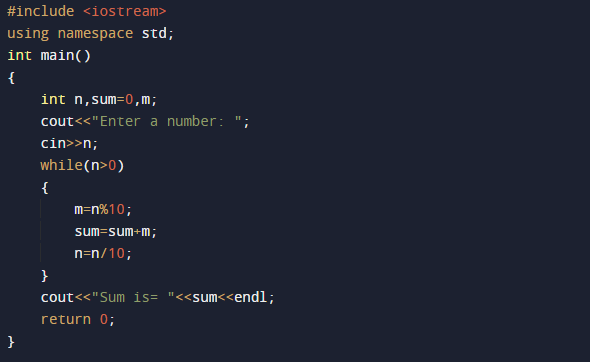 #include <iostream>
using namespace std;
int main()
{
    int n,sum=0,m;
    cout<<"Enter a number: ";
    cin>>n;
    while(n>0)
    {
        m=n%10;
        sum=sum+m;
        n=n/10;
    }
    cout<<"Sum is= "<<sum<<endl;
    return 0;
}